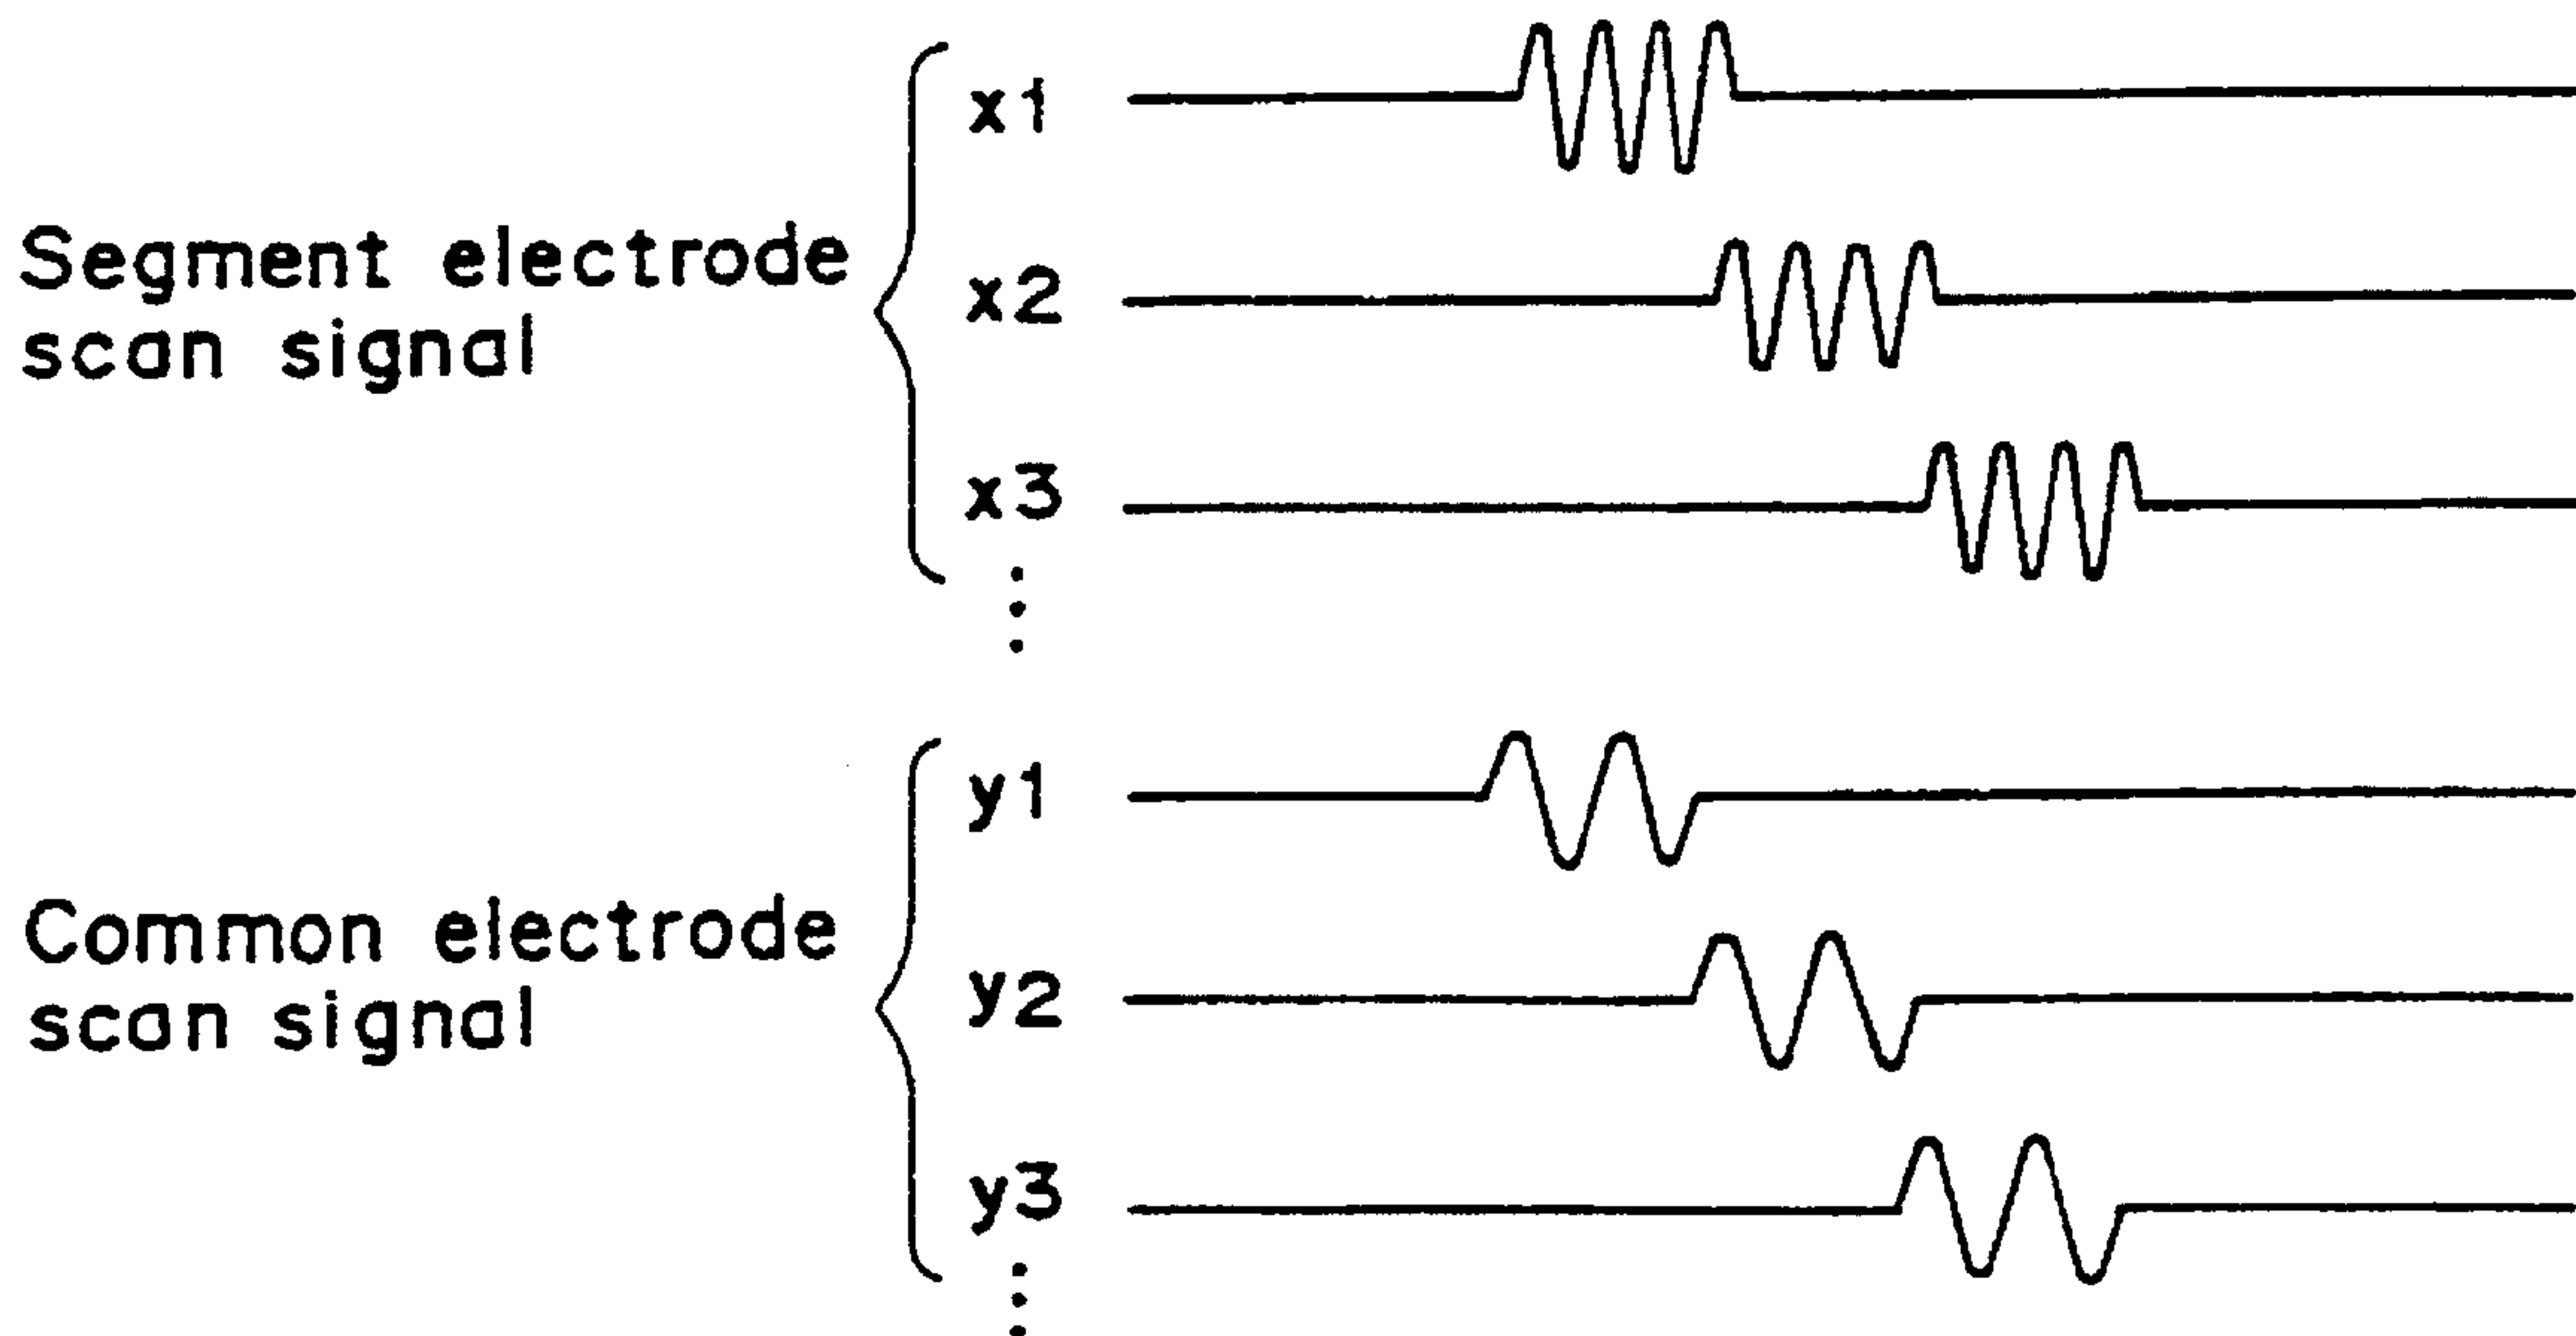 Segment electrode
scan signal
x1
x2
x3
Common electrode
scan signal
y1
y2
y3